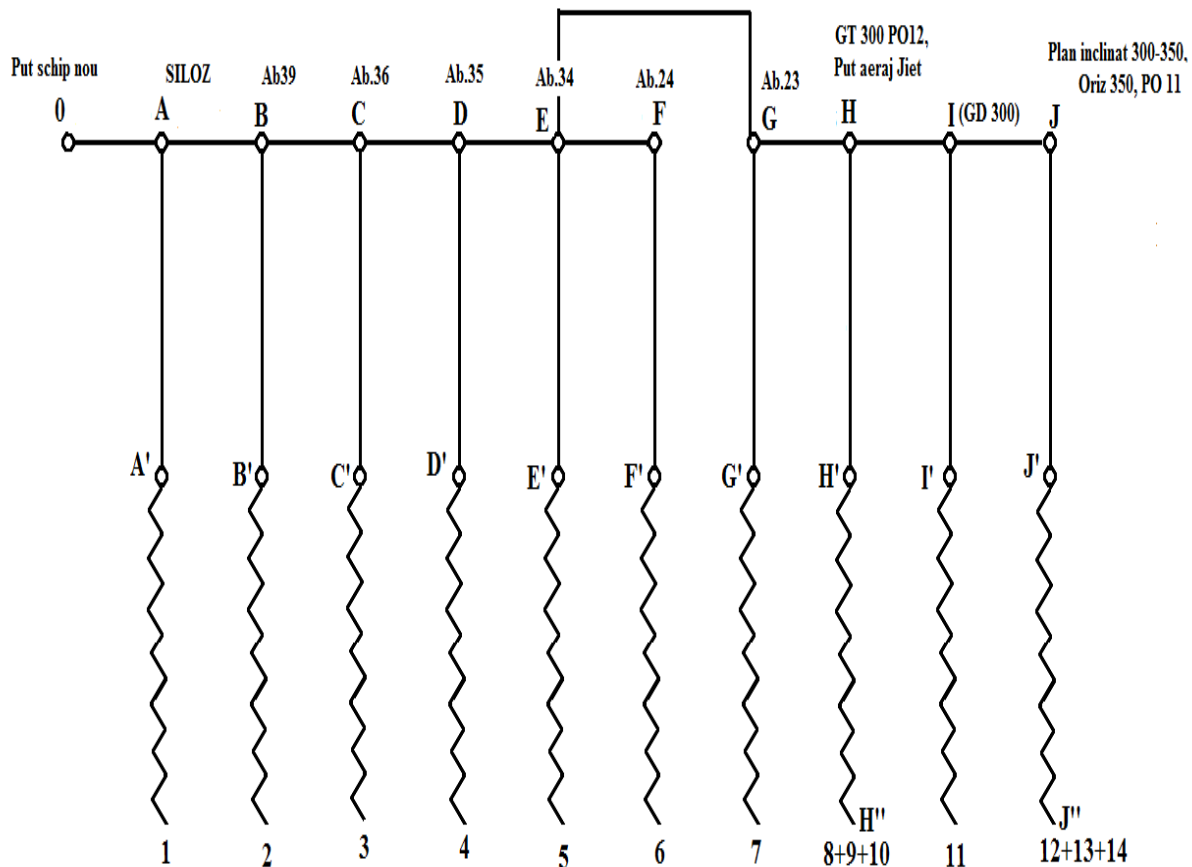 GT 300 PO12,
Put aeraj Jiet
Plan inclinat 300-350,
Oriz 350, PO 11
Put schip nou
SILOZ
Ab39
Ab.36
Ab.35
Ab.34
Ab.24
Ab.23
0
A
B
C
D
E
F
G
H
I (GD 300)
J
A'
B'
C'
D'
E'
F'
G'
H'
I'
J'
H"
J"
1
2
3
4
5
6
7
8+9+10
11
12+13+14